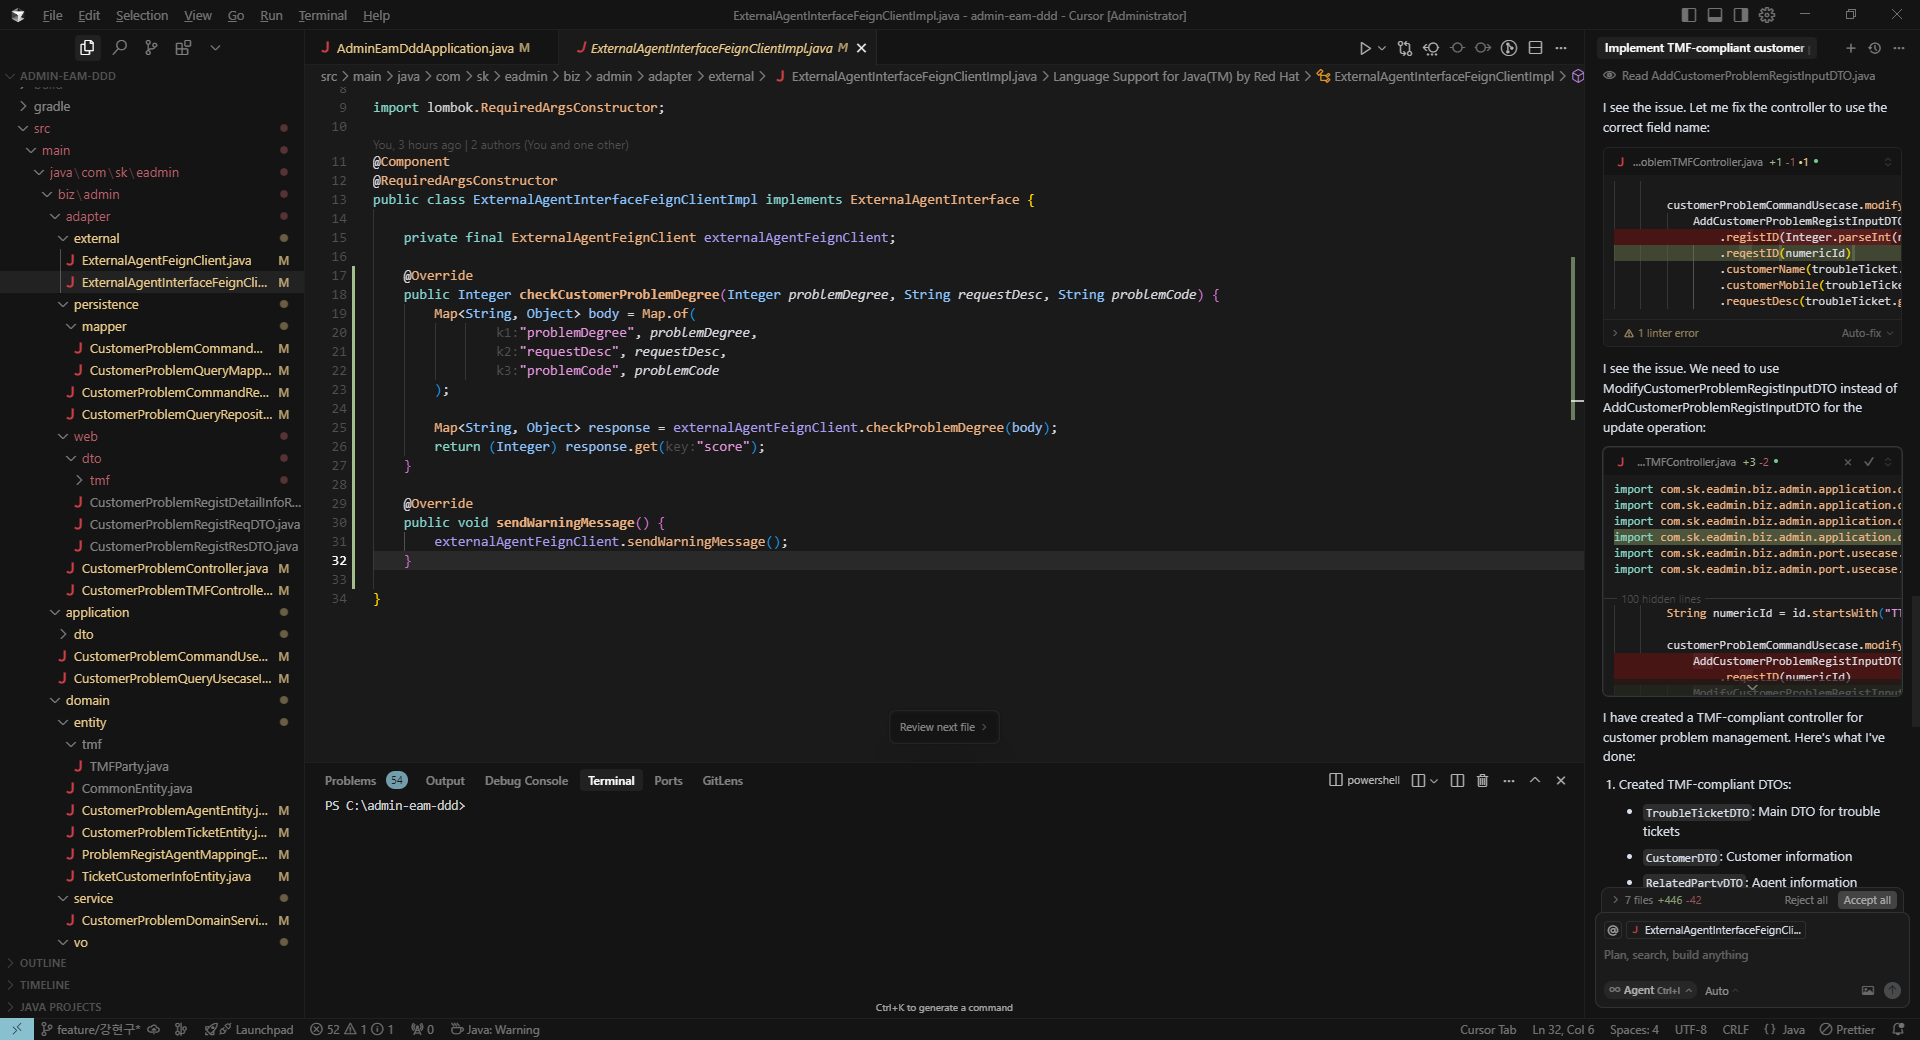 File Edit Selection View Go Run Terminal Help
ExternalAgentInterfaceFeignClientImpl.java - admin-eam-ddd - Cursor [Administrator]
ADMIN-EAM-DDD
gradle
src
main
java\com\sk\eadmin
biz\admin
adapter
external
ExternalAgentFeignClient.java M
ExternalAgentInterfaceFeignCli... M
persistence
mapper
CustomerProblemCommand... M
CustomerProblemQueryMapp... M
CustomerProblemCommandRe... M
CustomerProblemQueryReposit... M
web
dto
tmf
CustomerProblemRegistDetailInfoR...
CustomerProblemRegistReqDTO.java
CustomerProblemRegistResDTO.java
CustomerProblemController.java M
CustomerProblemTMFControlle... M
application
dto
CustomerProblemCommandUse... M
CustomerProblemQueryUsecaseI... M
domain
entity
tmf
TMFParty.java
CommonEntity.java
CustomerProblemAgentEntity.j... M
CustomerProblemTicketEntity.j... M
ProblemRegistAgentMappingE... M
TicketCustomerInfoEntity.java M
service
CustomerProblemDomainServi... M
vo
OUTLINE
TIMELINE
JAVA PROJECTS
AdminEamDddApplication.java M
ExternalAgentInterfaceFeignClientImpl.java M
src > main > java > com > sk > eadmin > biz > admin > adapter > external > ExternalAgentInterfaceFeignClientImpl.java > Language Support for Java(TM) by Red Hat > ExternalAgentInterfaceFeignClientImpl >
8
9 import lombok.RequiredArgsConstructor;
10
You, 3 hours ago | 2 authors (You and one other)
11 @Component
12 @RequiredArgsConstructor
13 public class ExternalAgentInterfaceFeignClientImpl implements ExternalAgentInterface {
14
15 private final ExternalAgentFeignClient externalAgentFeignClient;
16
17 @Override
18 public Integer checkCustomerProblemDegree(Integer problemDegree, String requestDesc, String problemCode) {
19 Map<String, Object> body = Map.of(
20 k1:"problemDegree", problemDegree,
21 k2:"requestDesc", requestDesc,
22 k3:"problemCode", problemCode
23 );
24
25 Map<String, Object> response = externalAgentFeignClient.checkProblemDegree(body);
26 return (Integer) response.get(key:"score");
27 }
28
29 @Override
30 public void sendWarningMessage() {
31 externalAgentFeignClient.sendWarningMessage();
32 }
33
34 }
Review next file >
Problems 54 Output Debug Console Terminal Ports GitLens
powershell
PS C:\admin-eam-ddd>
Ctrl+K to generate a command
Implement TMF-compliant customer
Read AddCustomerProblemRegistInputDTO.java
I see the issue. Let me fix the controller to use the
correct field name:
...oblemTMFController.java +1 -1 •1 •
customerProblemCommandUsecase.modify
AddCustomerProblemRegistInputDTO
.registID(Integer.parseInt(
.reqestID(numericId)
.customerName(troubleTicket.
.customerMobile(troubleTicke
.requestDesc(troubleTicket.g
1 linter error Auto-fix
I see the issue. We need to use
ModifyCustomerProblemRegistInputDTO instead of
AddCustomerProblemRegistInputDTO for the
update operation:
...TMFController.java +3 -2 •
import com.sk.eadmin.biz.admin.application.
import com.sk.eadmin.biz.admin.application.
import com.sk.eadmin.biz.admin.application.
import com.sk.eadmin.biz.admin.application.
import com.sk.eadmin.biz.admin.port.usecase.
import com.sk.eadmin.biz.admin.port.usecase.
100 hidden lines
String numericId = id.startsWith("TT
customerProblemCommandUsecase.modify
AddCustomerProblemRegistInputDTO
.reqestID(numericId)
ModifyCustomerProblemRegistInput
I have created a TMF-compliant controller for
customer problem management. Here's what I've
done:
1. Created TMF-compliant DTOs:
• TroubleTicketDTO: Main DTO for trouble
tickets
• CustomerDTO: Customer information
• RelatedPartyDTO: Agent information
7 files +446 -42 Reject all Accept all
@ ExternalAgentInterfaceFeignCli...
Plan, search, build anything
Agent Ctrl+I Auto
feature/강현구* Launchpad 52 1 1 0 Java: Warning
Cursor Tab Ln 32, Col 6 Spaces: 4 UTF-8 CRLF {} Java Prettier